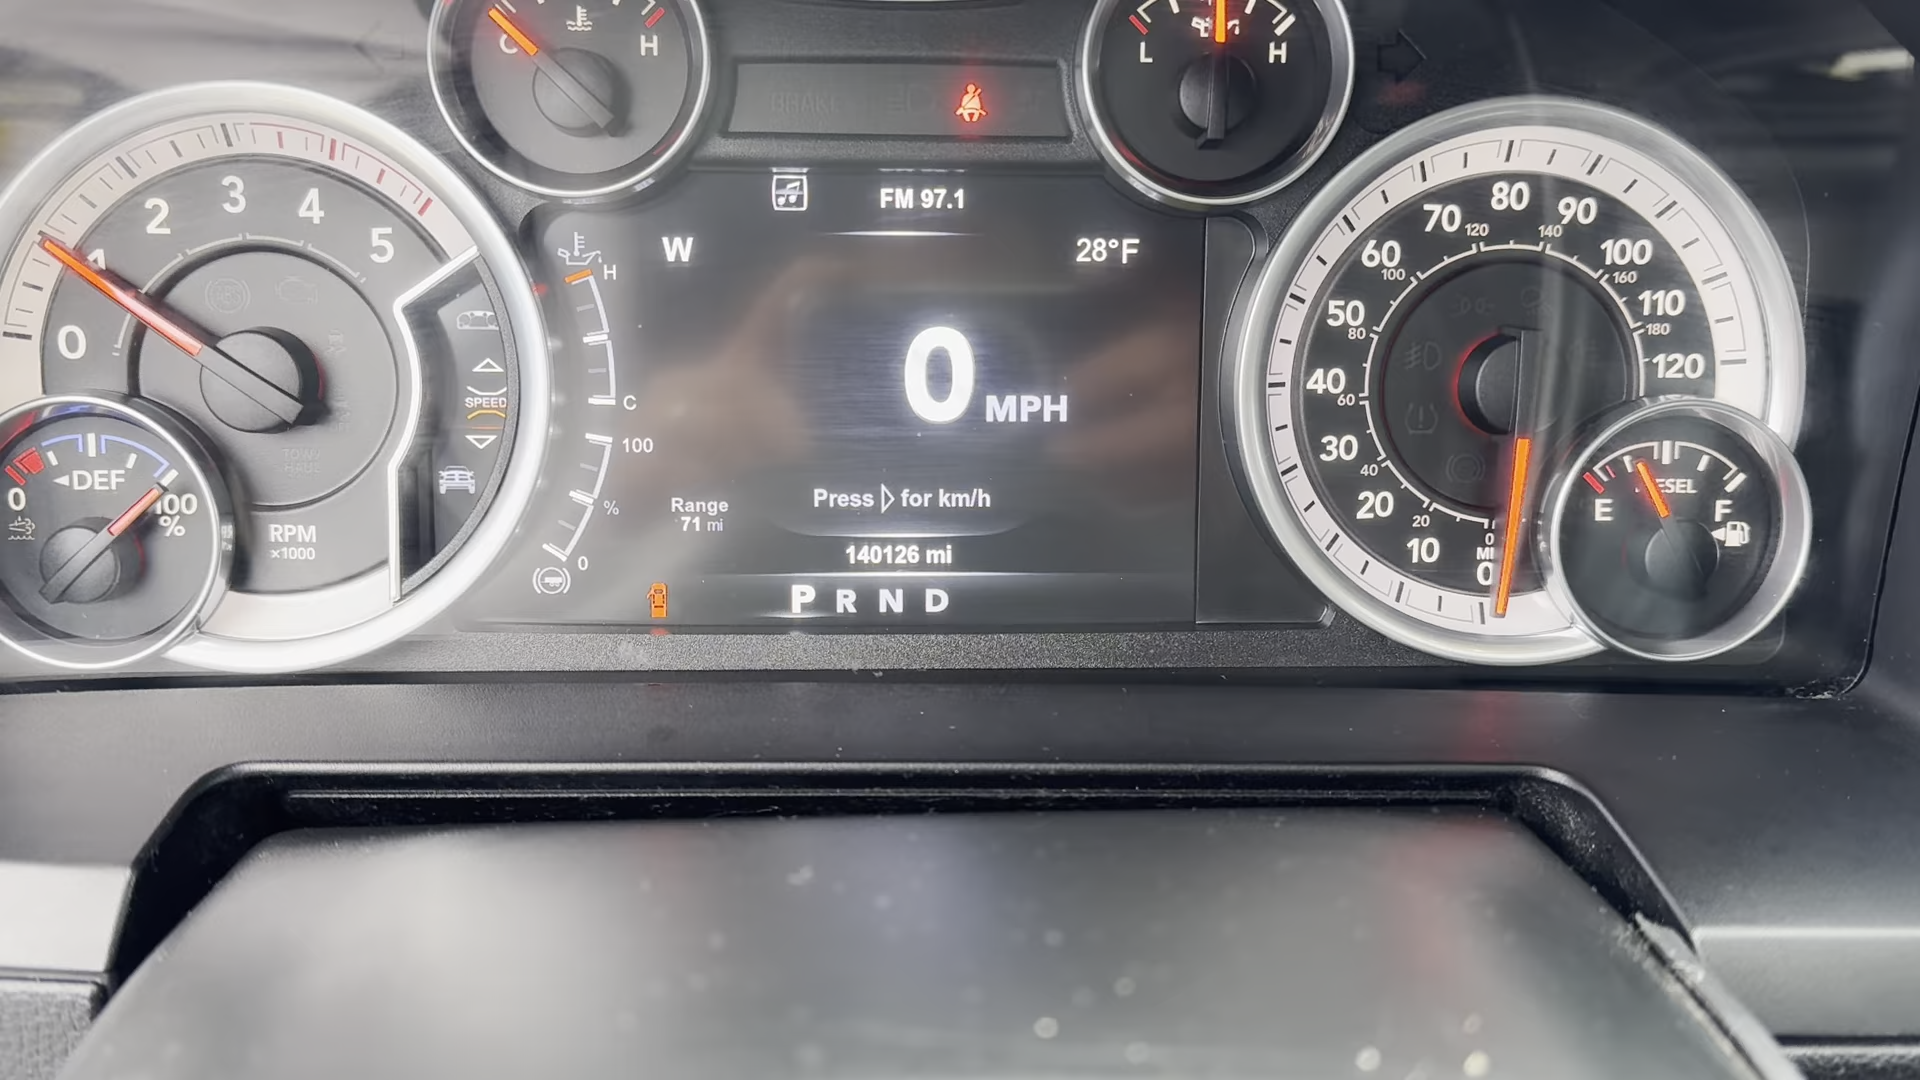 C H
BRAKE
L H
FM 97.1
W 28°F
0 1 2 3 4 5
RPM
x1000
TOW
HAUL
0 DEF 100
%
SPEED
H
C
100
%
0
0 MPH
Range
71 mi
Press for km/h
140126 mi
P R N D
0 10 20 30 40 50 60 70 80 90 100 110 120
20 40 60 80 100 120 140 160 180
E DIESEL F